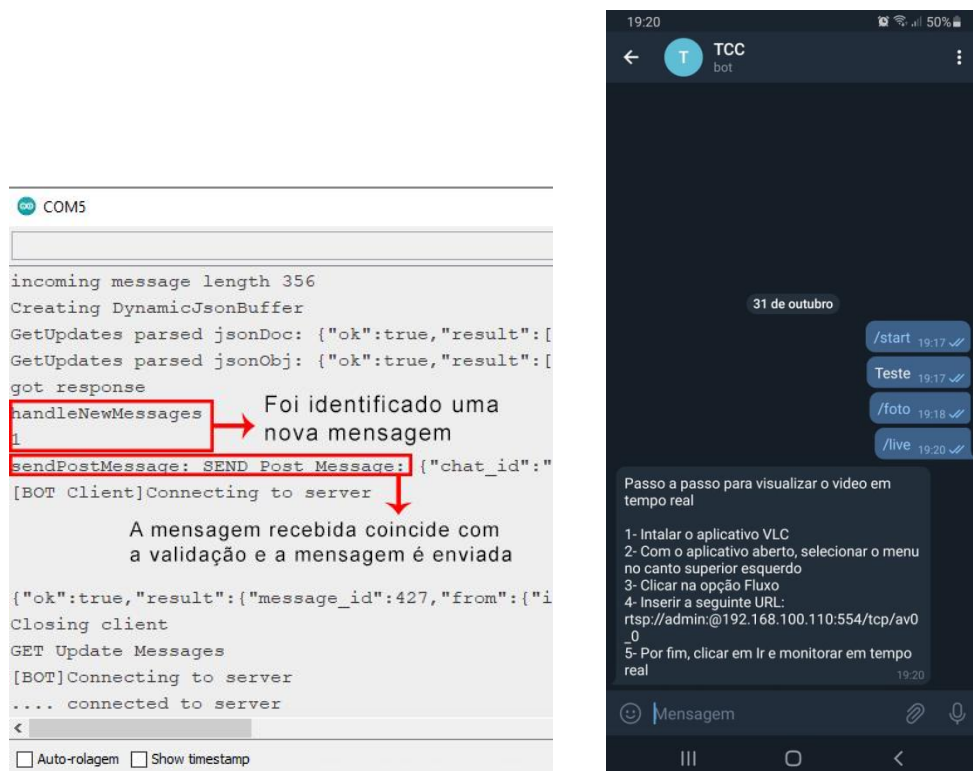 COM5
incoming message length 356
Creating DynamicJsonBuffer
GetUpdates parsed jsonDoc: {"ok":true,"result":[
GetUpdates parsed jsonObj: {"ok":true,"result":[
got response
handleNewMessages
1
Foi identificado uma
nova mensagem
sendPostMessage: SEND Post Message: {"chat_id":"
[BOT Client]Connecting to server
A mensagem recebida coincide com
a validação e a mensagem é enviada
{"ok":true,"result":{"message_id":427,"from":{"i
Closing client
GET Update Messages
[BOT]Connecting to server
.... connected to server
Auto-rolagem Show timestamp
19:20 50%
T TCC
bot
31 de outubro
/start 19:17
Teste 19:17
/foto 19:18
/live 19:20
Passo a passo para visualizar o video em
tempo real
1- Intalar o aplicativo VLC
2- Com o aplicativo aberto, selecionar o menu
no canto superior esquerdo
3- Clicar na opção Fluxo
4- Inserir a seguinte URL:
rtsp://admin:@192.168.100.110:554/tcp/av0
_0
5- Por fim, clicar em Ir e monitorar em tempo
real 19:20
Mensagem